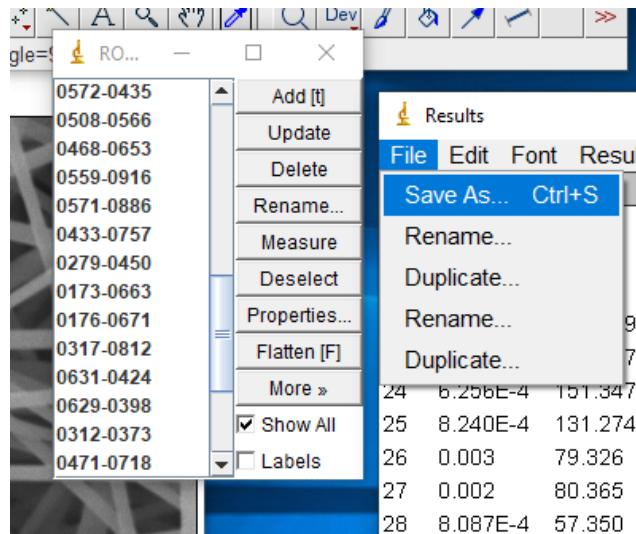 A Dev >>
gle=
RO...
0572-0435
0508-0566
0468-0653
0559-0916
0571-0886
0433-0757
0279-0450
0173-0663
0176-0671
0317-0812
0631-0424
0629-0398
0312-0373
0471-0718
Add [t]
Update
Delete
Rename...
Measure
Deselect
Properties...
Flatten [F]
More »
Show All
Labels
Results
File Edit Font Resu
Save As... Ctrl+S
Rename...
Duplicate...
Rename...
Duplicate...
9
7
24 6.256E-4 151.347
25 8.240E-4 131.274
26 0.003 79.326
27 0.002 80.365
28 8.087E-4 57.350